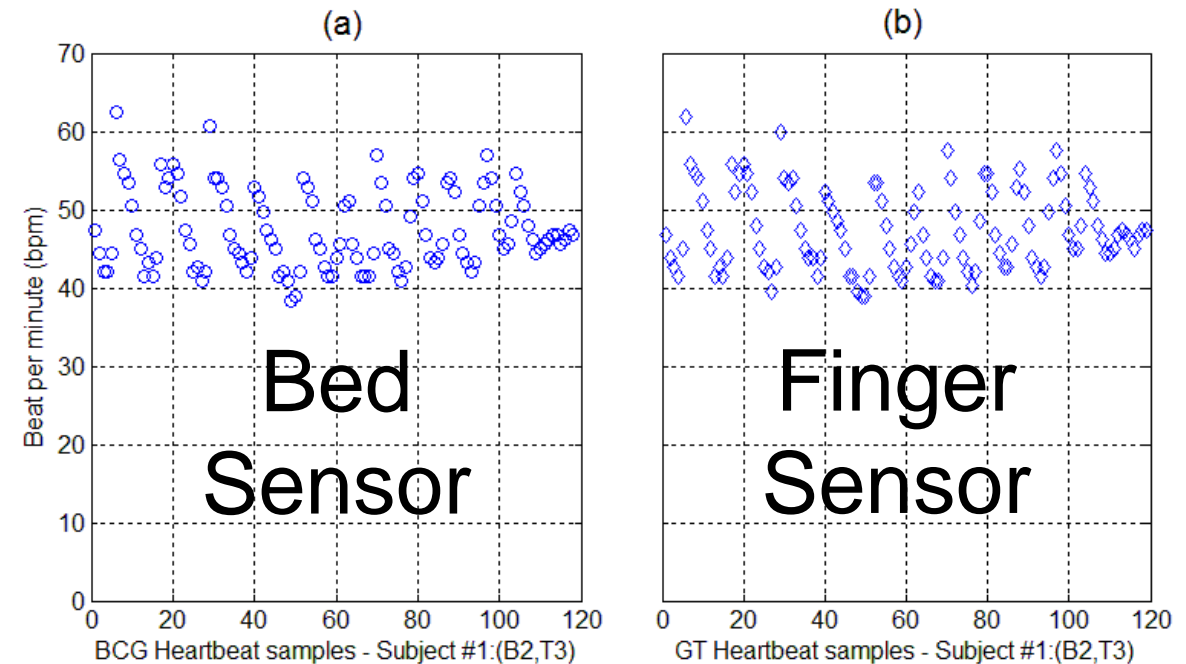 (a)
70
60
50
40
30
20
10
0
Beat per minute (bpm)
Bed
Sensor
0 20 40 60 80 100 120
BCG Heartbeat samples - Subject #1:(B2,T3)
(b)
Finger
Sensor
0 20 40 60 80 100 120
GT Heartbeat samples - Subject #1:(B2,T3)